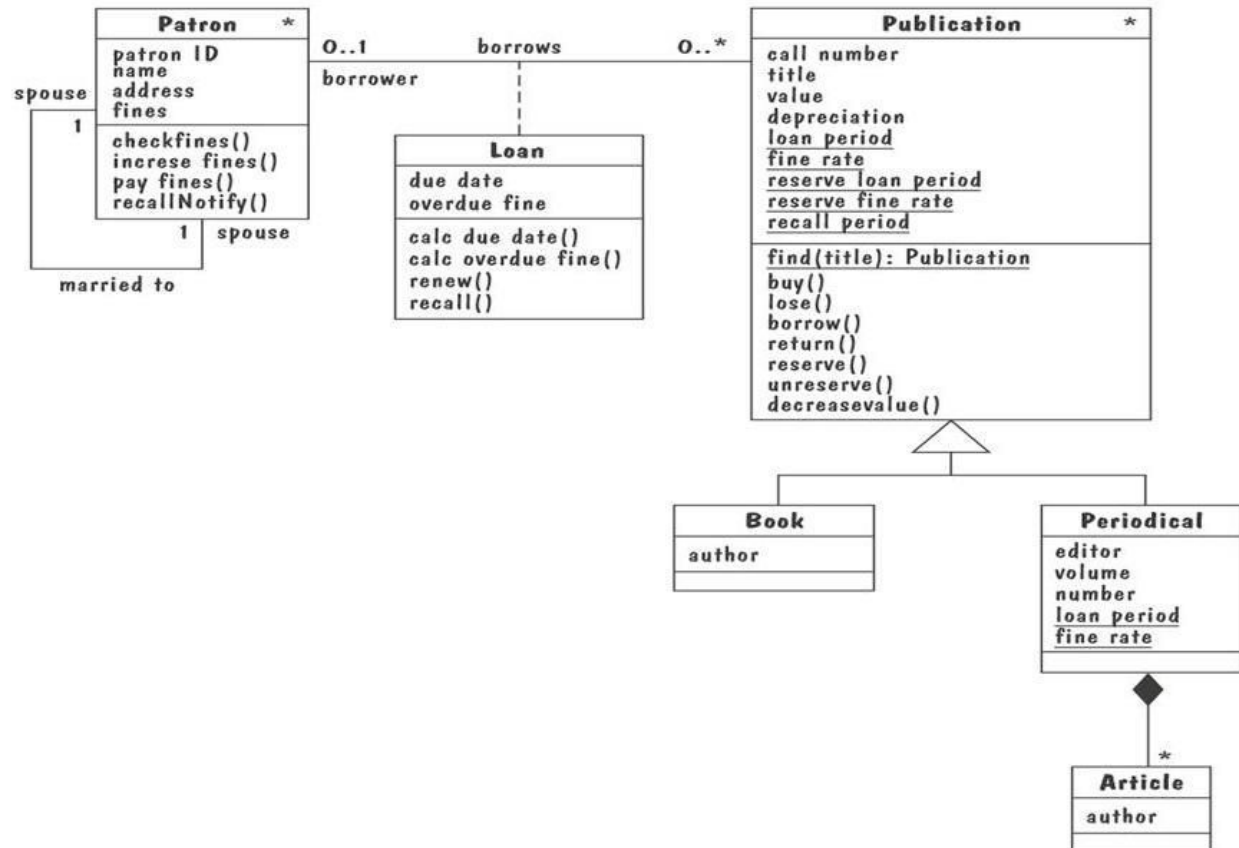 Patron *
patron ID
name
address
fines
checkfines()
increse fines()
pay fines()
recallNotify()
spouse
1
1 spouse
married to
0..1 borrows 0..*
borrower
Loan
due date
overdue fine
calc due date()
calc overdue fine()
renew()
recall()
Publication *
call number
title
value
depreciation
loan period
fine rate
reserve loan period
reserve fine rate
recall period
find(title): Publication
buy()
lose()
borrow()
return()
reserve()
unreserve()
decreasevalue()
Book
author
Periodical
editor
volume
number
loan period
fine rate
*
Article
author